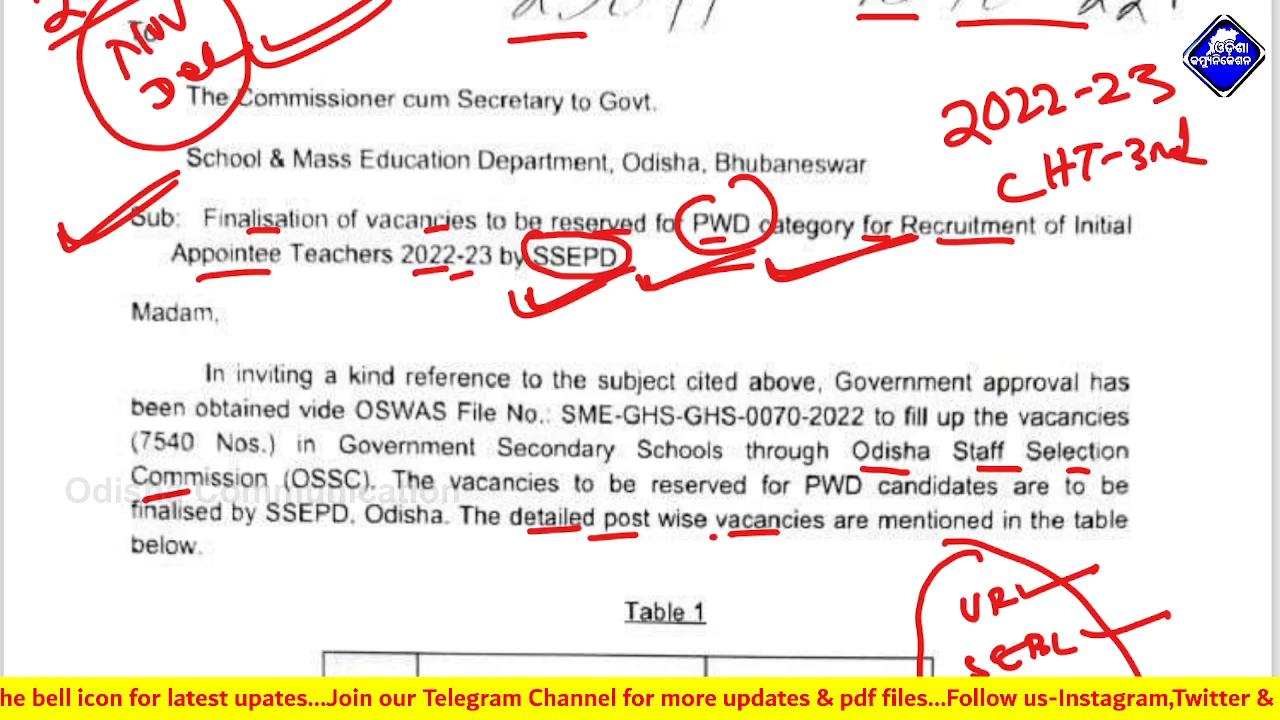 To,
Nov
Dec
ଓଡ଼ିଶା
କମ୍ୟୁନିକେଶନ
The Commissioner cum Secretary to Govt.
2022-23
CHT-3rd
School & Mass Education Department, Odisha, Bhubaneswar
Sub: Finalisation of vacancies to be reserved for PWD category for Recruitment of Initial
Appointee Teachers 2022-23 by SSEPD
Madam,
In inviting a kind reference to the subject cited above, Government approval has
been obtained vide OSWAS File No.: SME-GHS-GHS-0070-2022 to fill up the vacancies
(7540 Nos.) in Government Secondary Schools through Odisha Staff Selection
Commission (OSSC). The vacancies to be reserved for PWD candidates are to be
Odisha Communication
finalised by SSEPD, Odisha. The detailed post wise vacancies are mentioned in the table
below.
Table 1
he bell icon for latest upates...Join our Telegram Channel for more updates & pdf files...Follow us-Instagram,Twitter &